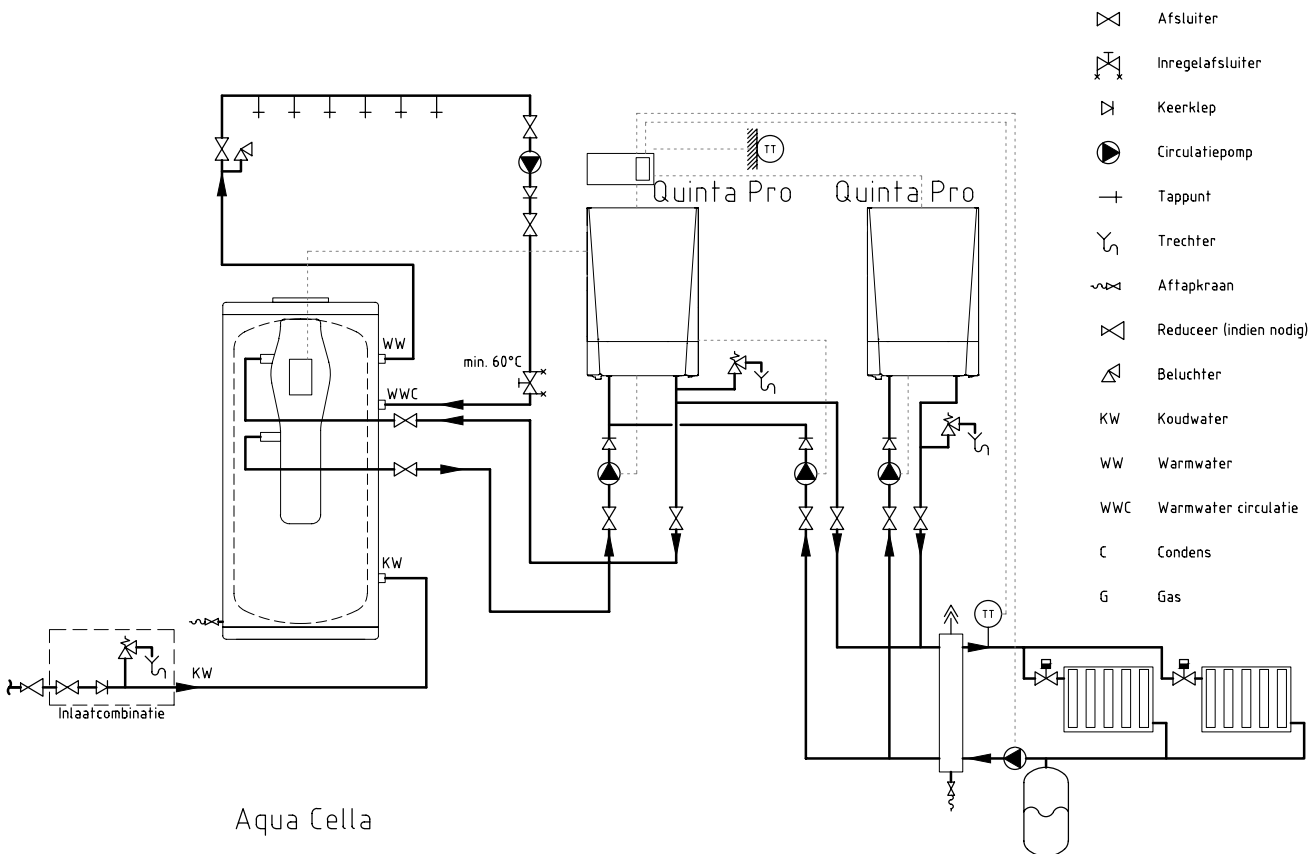 Afsluiter
Inregelafsluiter
Keerklep
Circulatiepomp
Tappunt
Trechter
Aftapkraan
Reduceer (indien nodig)
Beluchter
KW Koudwater
WW Warmwater
WWC Warmwater circulatie
C Condens
G Gas
TT
Quinta Pro
Quinta Pro
WW
min. 60°C
WWC
KW
TT
KW
Inlaatcombinatie
Aqua Cella